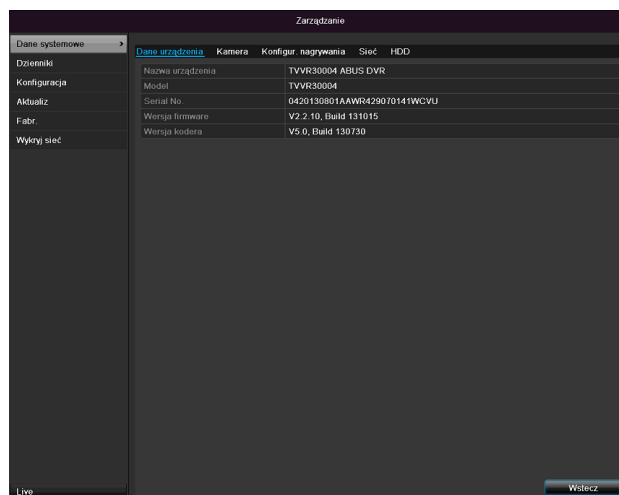 Zarządzanie
Dane systemowe >
Dzienniki
Konfiguracja
Aktualiz
Fabr.
Wykryj sieć
Dane urządzenia Kamera Konfigur. nagrywania Sieć HDD
Nazwa urządzenia TVVR30004 ABUS DVR
Model TVVR30004
Serial No. 0420130801AAWR429070141WCVU
Wersja firmware V2.2.10, Build 131015
Wersja kodera V5.0, Build 130730
Live
Wstecz